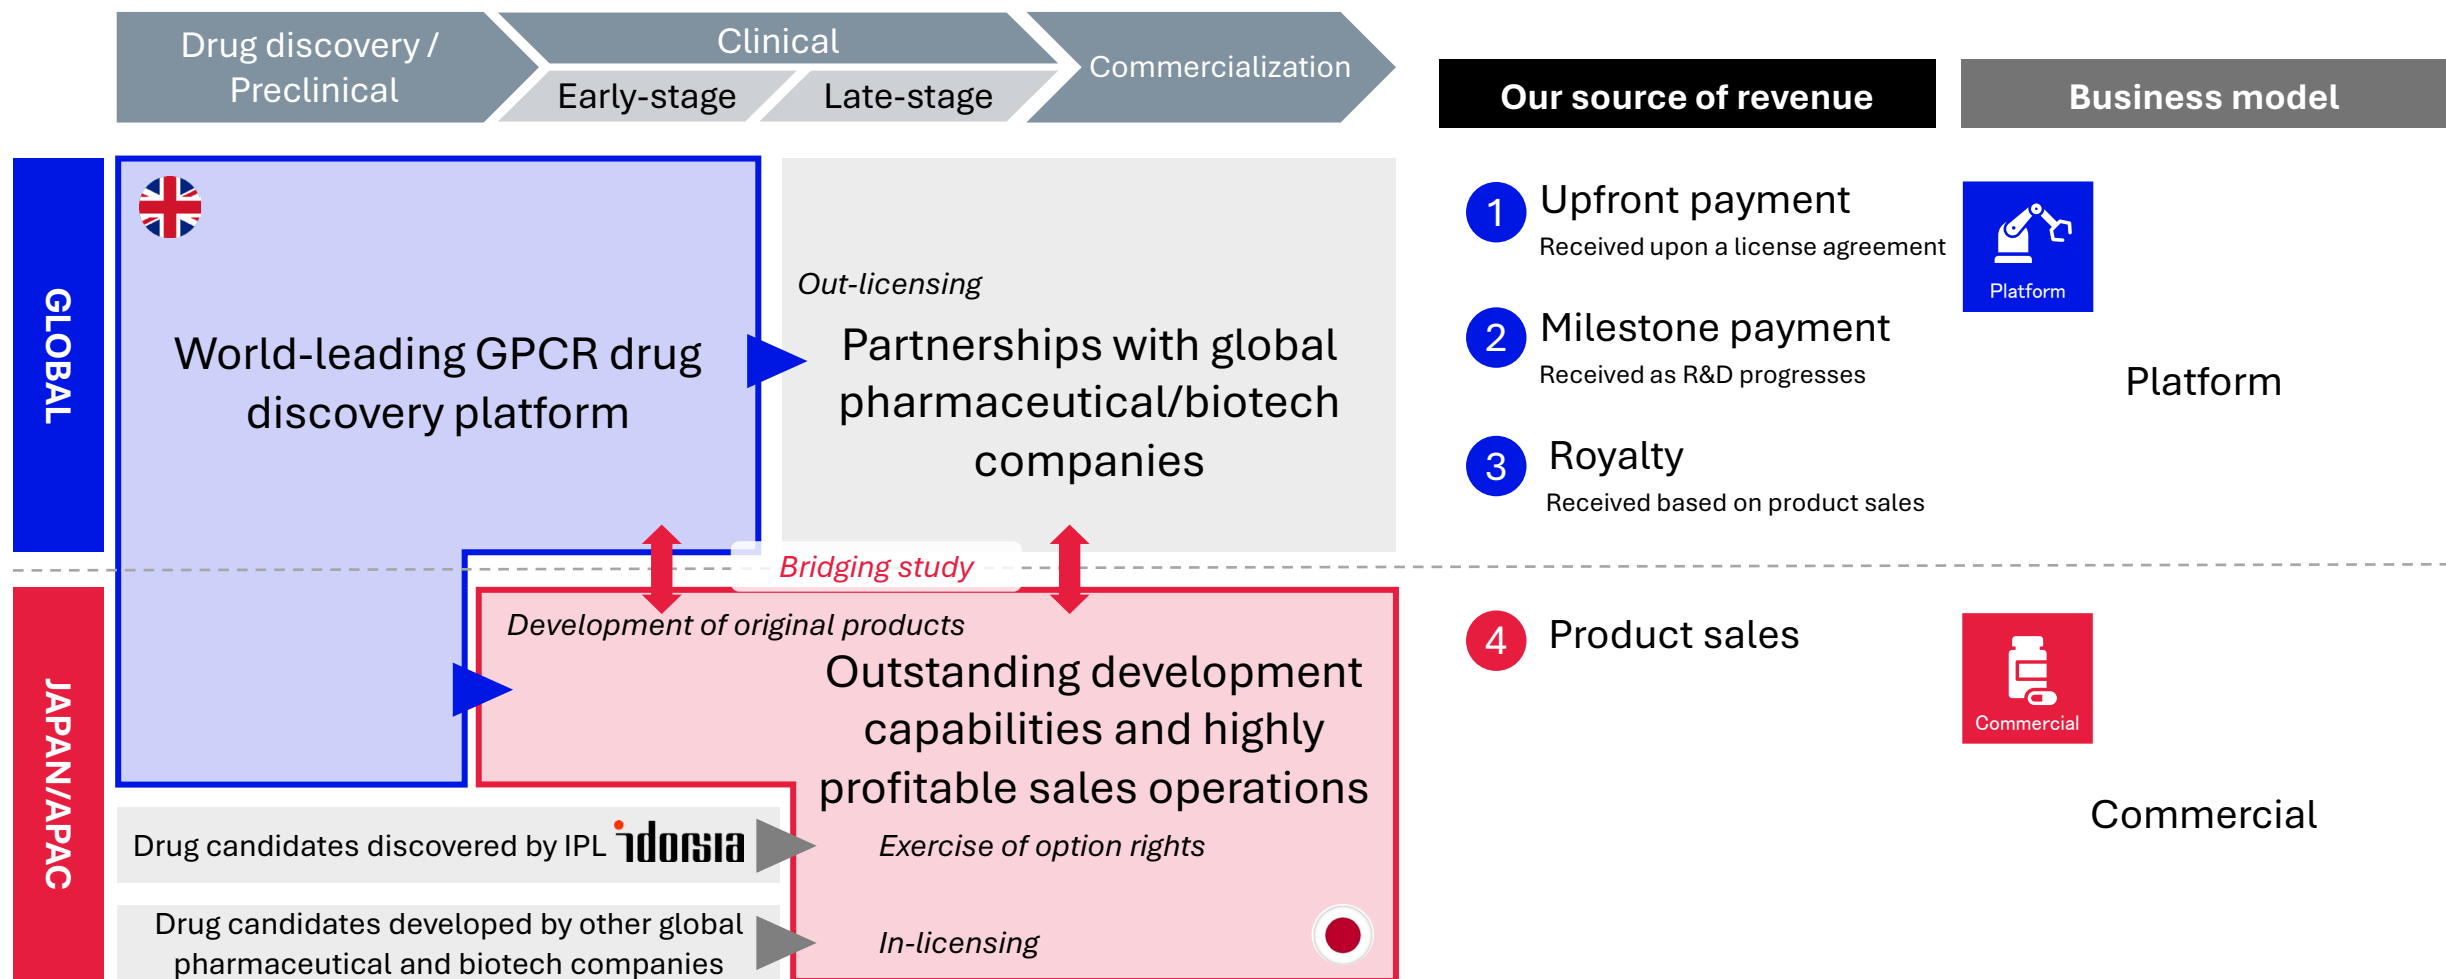 Drug discovery /
Preclinical
Clinical
Early-stage
Late-stage
Commercialization
Our source of revenue
Business model
GLOBAL
World-leading GPCR drug
discovery platform
Out-licensing
Partnerships with global
pharmaceutical/biotech
companies
1 Upfront payment
Received upon a license agreement
2 Milestone payment
Received as R&D progresses
3 Royalty
Received based on product sales
Platform
Platform
Bridging study
JAPAN/APAC
Development of original products
Outstanding development
capabilities and highly
profitable sales operations
4 Product sales
Commercial
Commercial
Drug candidates discovered by IPL idorsia
Exercise of option rights
Drug candidates developed by other global
pharmaceutical and biotech companies
In-licensing